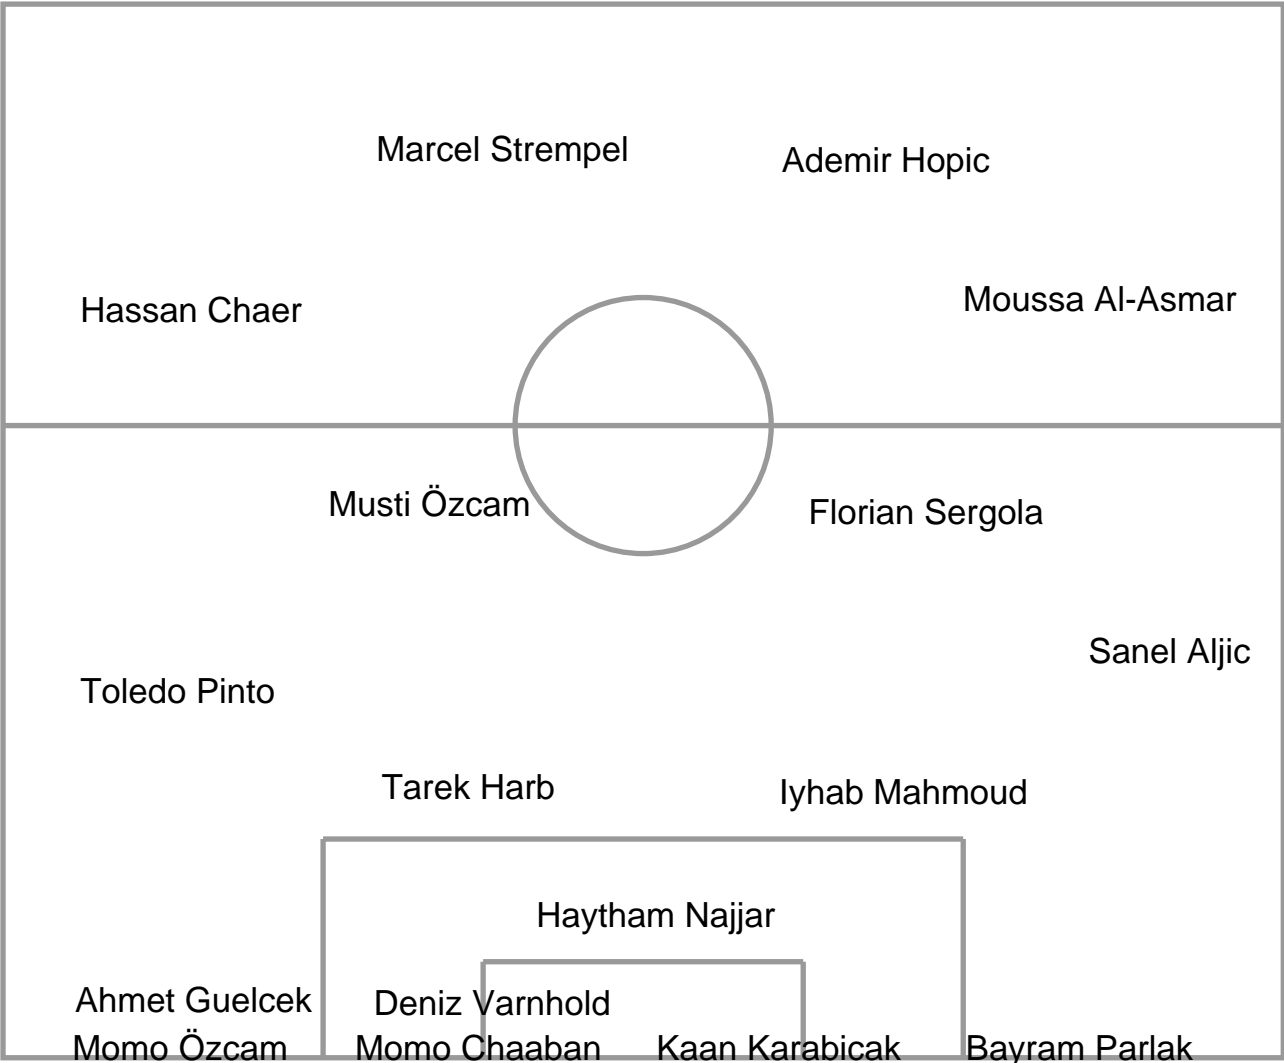 Marcel Strempel
Ademir Hopic
Hassan Chaer
Moussa Al-Asmar
Musti Özcam
Florian Sergola
Sanel Aljic
Toledo Pinto
Tarek Harb
Iyhab Mahmoud
Haytham Najjar
Ahmet Guelcek
Deniz Varnhold
Momo Özcam
Momo Chaaban
Kaan Karabicak
Bayram Parlak